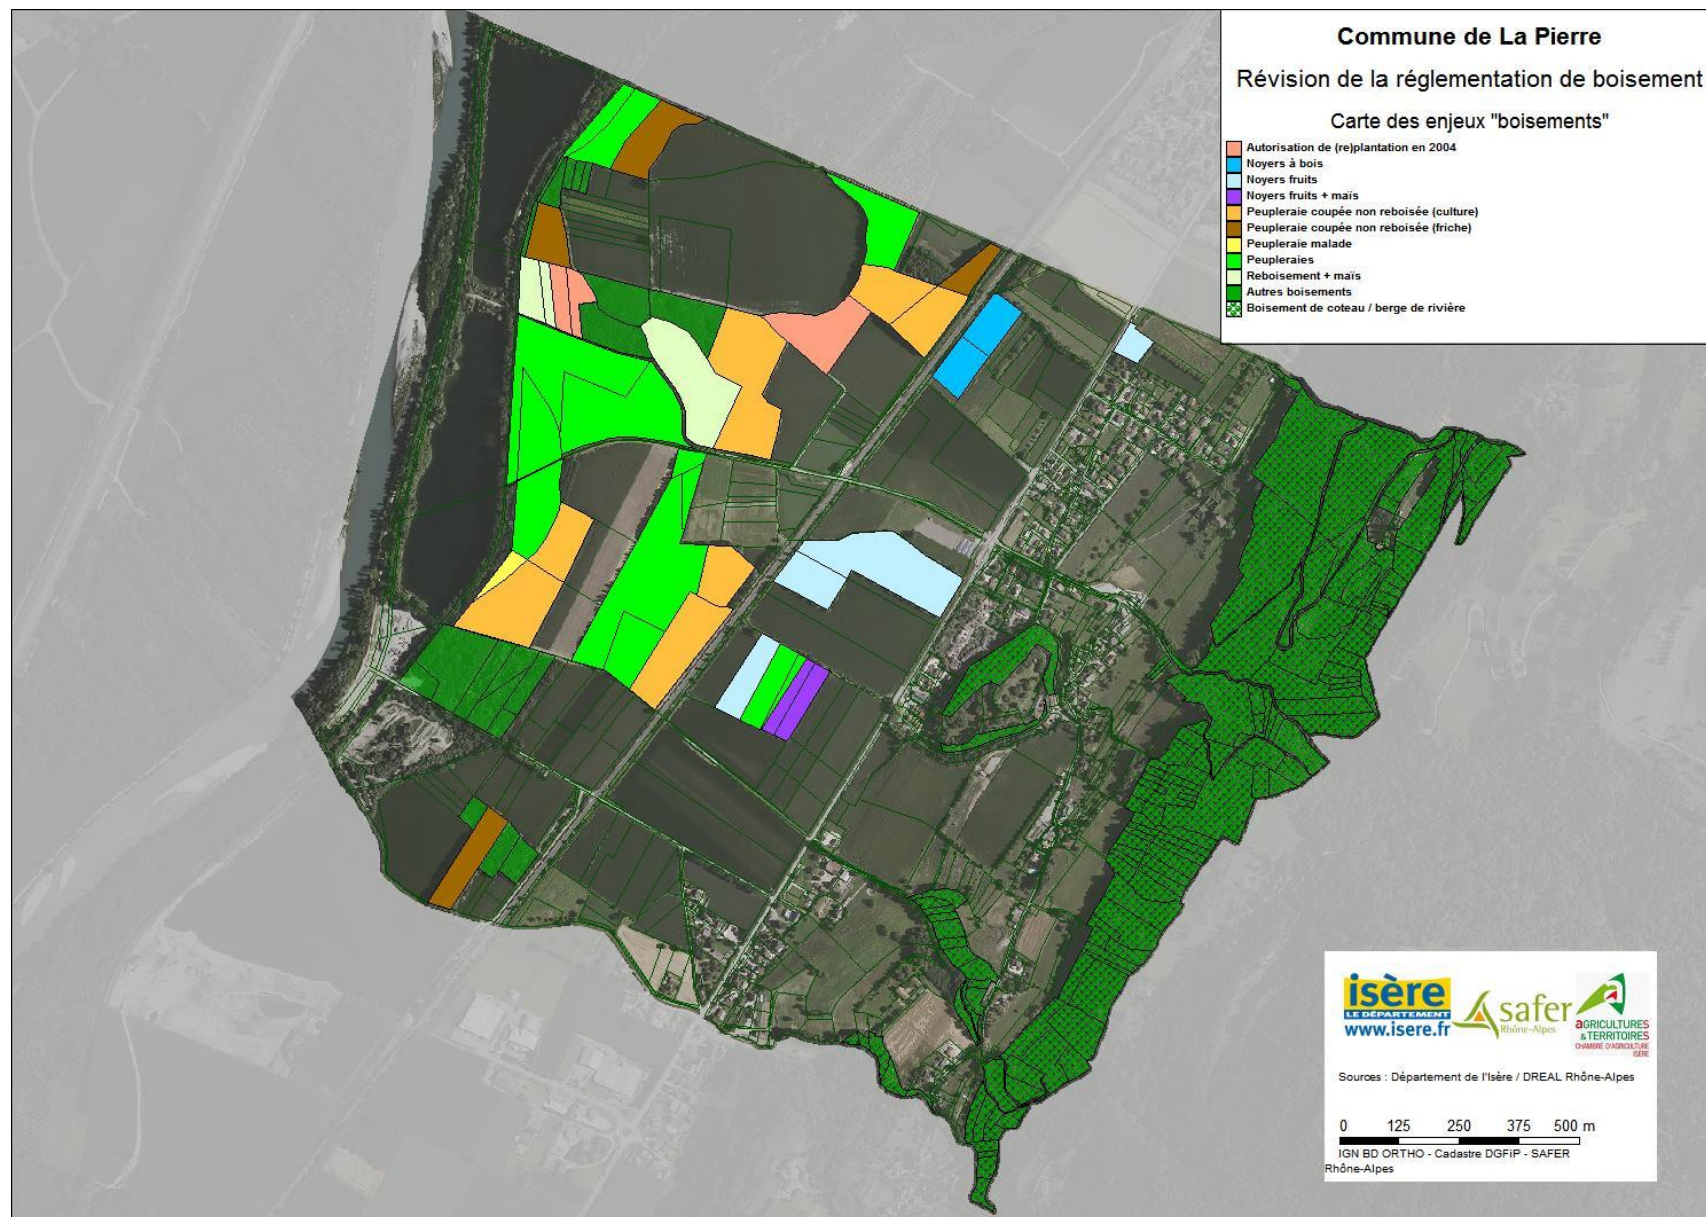 Commune de La Pierre
Révision de la réglementation de boisement
Carte des enjeux "boisements"
Autorisation de (re)plantation en 2004
Noyers à bois
Noyers fruits
Noyers fruits + maïs
Peupleraie coupée non reboisée (culture)
Peupleraie coupée non reboisée (friche)
Peupleraie malade
Peupleraies
Reboisement + maïs
Autres boisements
Boisement de coteau / berge de rivière
isère
LE DÉPARTEMENT
www.isere.fr
safer
Rhône-Alpes
aGRICULTURES
&TERRITOIRES
CHAMBRE D'AGRICULTURE
ISÈRE
Sources : Département de l'Isère / DREAL Rhône-Alpes
0 125 250 375 500 m
IGN BD ORTHO - Cadastre DGFiP - SAFER
Rhône-Alpes